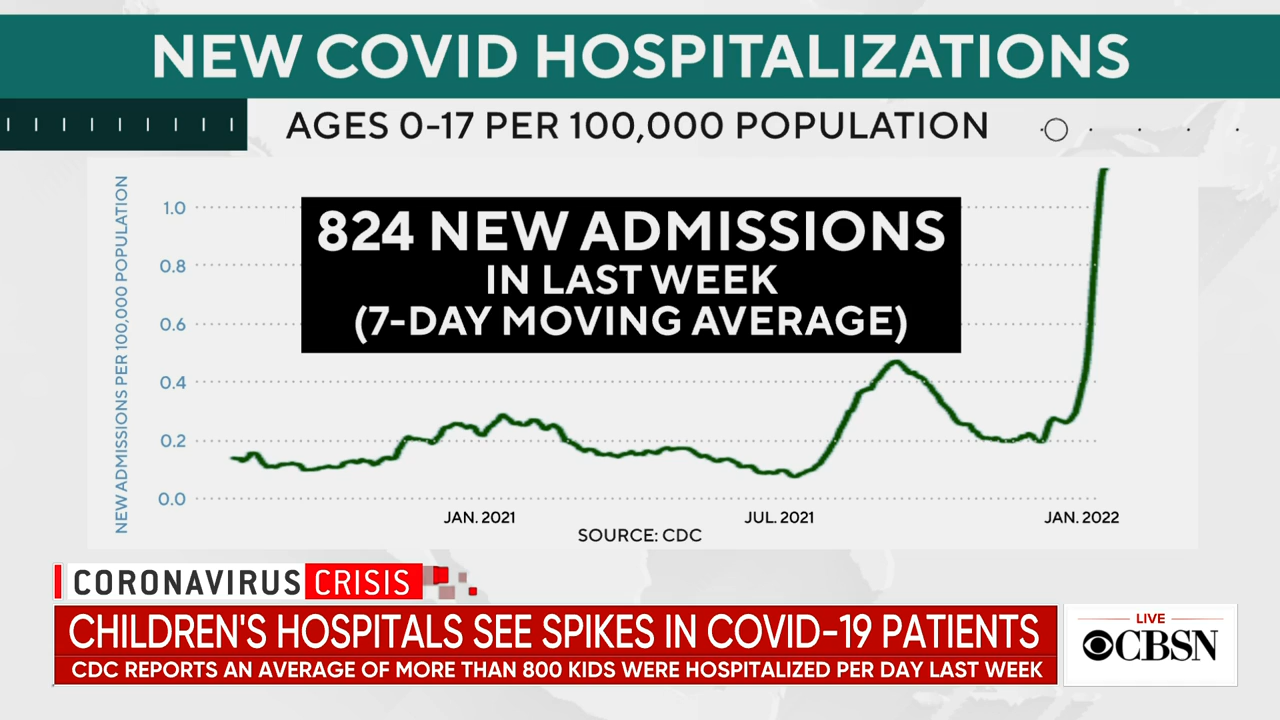 NEW COVID HOSPITALIZATIONS
AGES 0-17 PER 100,000 POPULATION
NEW ADMISSIONS PER 100,000 POPULATION
1.0
0.8
0.6
0.4
0.2
0.0
824 NEW ADMISSIONS
IN LAST WEEK
(7-DAY MOVING AVERAGE)
JAN. 2021
JUL. 2021
JAN. 2022
SOURCE: CDC
CORONAVIRUS CRISIS
CHILDREN'S HOSPITALS SEE SPIKES IN COVID-19 PATIENTS
CDC REPORTS AN AVERAGE OF MORE THAN 800 KIDS WERE HOSPITALIZED PER DAY LAST WEEK
LIVE
CBSN